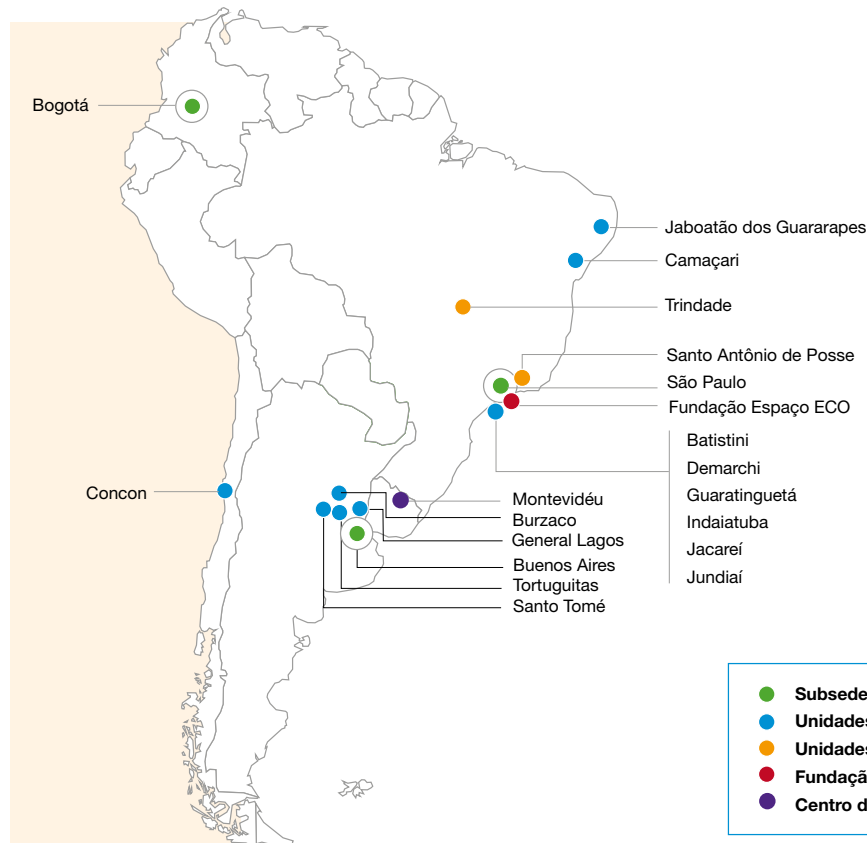 Bogotá
Jaboatão dos Guararapes
Camaçari
Trindade
Santo Antônio de Posse
São Paulo
Fundação Espaço ECO
Batistini
Demarchi
Guaratinguetá
Indaiatuba
Jacareí
Jundiaí
Concon
Montevidéu
Burzaco
General Lagos
Buenos Aires
Tortuguitas
Santo Tomé
Subsede
Unidades
Unidades
Fundaçã
Centro d